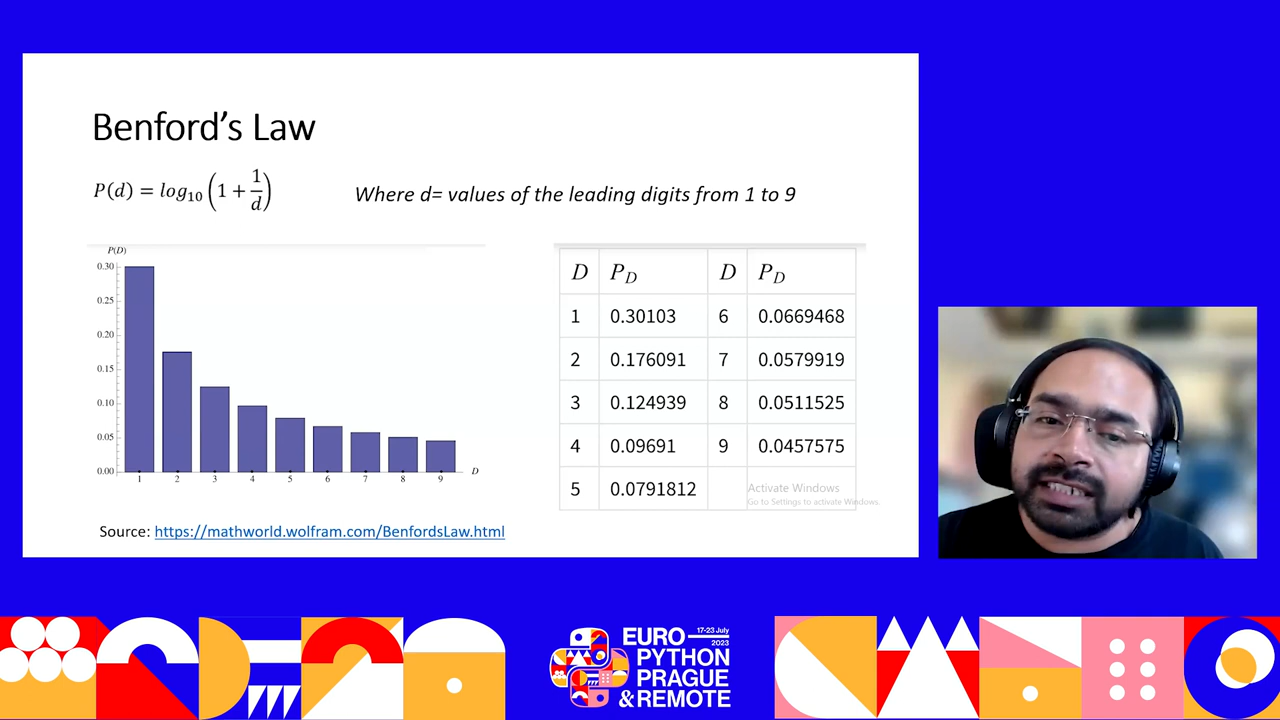 Benford's Law
P(d) = log10 (1 + 1/d)
Where d= values of the leading digits from 1 to 9
P(D)
0.30
0.25
0.20
0.15
0.10
0.05
0.00
1 2 3 4 5 6 7 8 9 D
D PD D PD
1 0.30103 6 0.0669468
2 0.176091 7 0.0579919
3 0.124939 8 0.0511525
4 0.09691 9 0.0457575
5 0.0791812
Activate Windows
Go to Settings to activate Windows.
Source: https://mathworld.wolfram.com/BenfordsLaw.html
EURO 17-23 July
2023
PYTHON
PRAGUE
& REMOTE